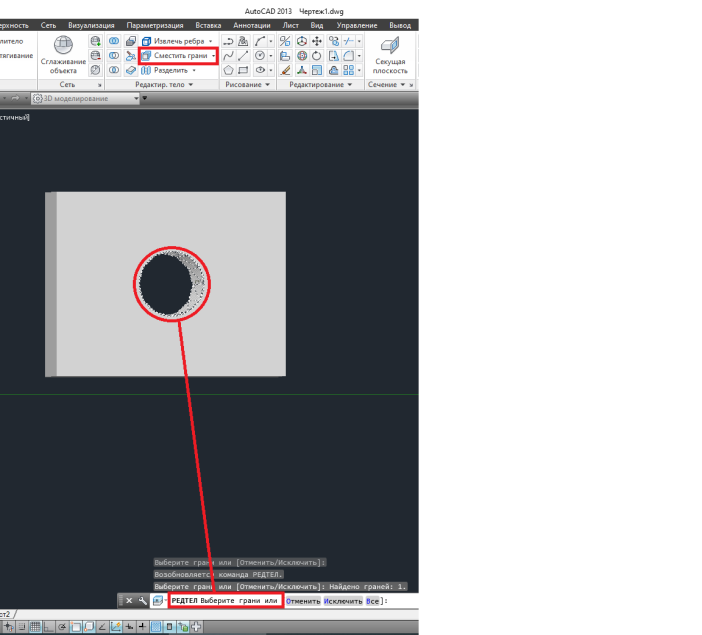 AutoCAD 2013 Чертеж1.dwg
рхность Сеть Визуализация Параметризация Вставка Аннотации Лист Вид Управление Вывод
лителo
тягивание
Сглаживание
объекта
Извлечь ребра
Сместить грани
Разделить
Секущая
плоскость
Сеть Редактир. тело Рисование Редактирование Сечение
3D моделирование
стичный]
Выберите грани или [Отменить/Исключить]:
Возобновляется команда РЕДТЕЛ.
Выберите грани или [Отменить/Исключить]: Найдено граней: 1.
РЕДТЕЛ Выберите грани или [Отменить Исключить Все]:
ст2